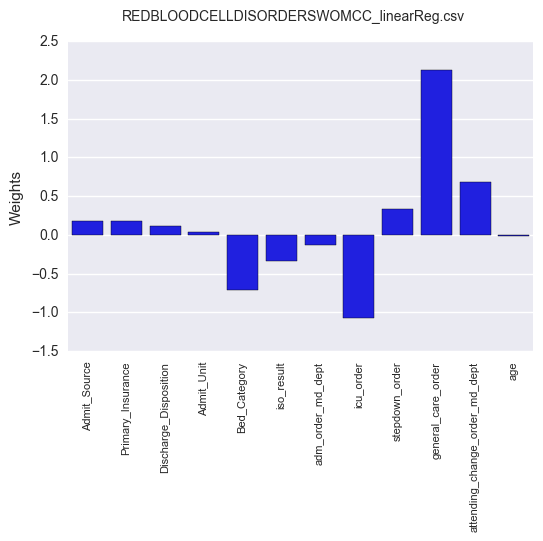 REDBLOODCELLDISORDERSWOMCC_linearReg.csv
2.5
2.0
1.5
1.0
0.5
0.0
−0.5
−1.0
−1.5
Weights
Admit_Source
Primary_Insurance
Discharge_Disposition
Admit_Unit
Bed_Category
iso_result
adm_order_md_dept
icu_order
stepdown_order
general_care_order
attending_change_order_md_dept
age